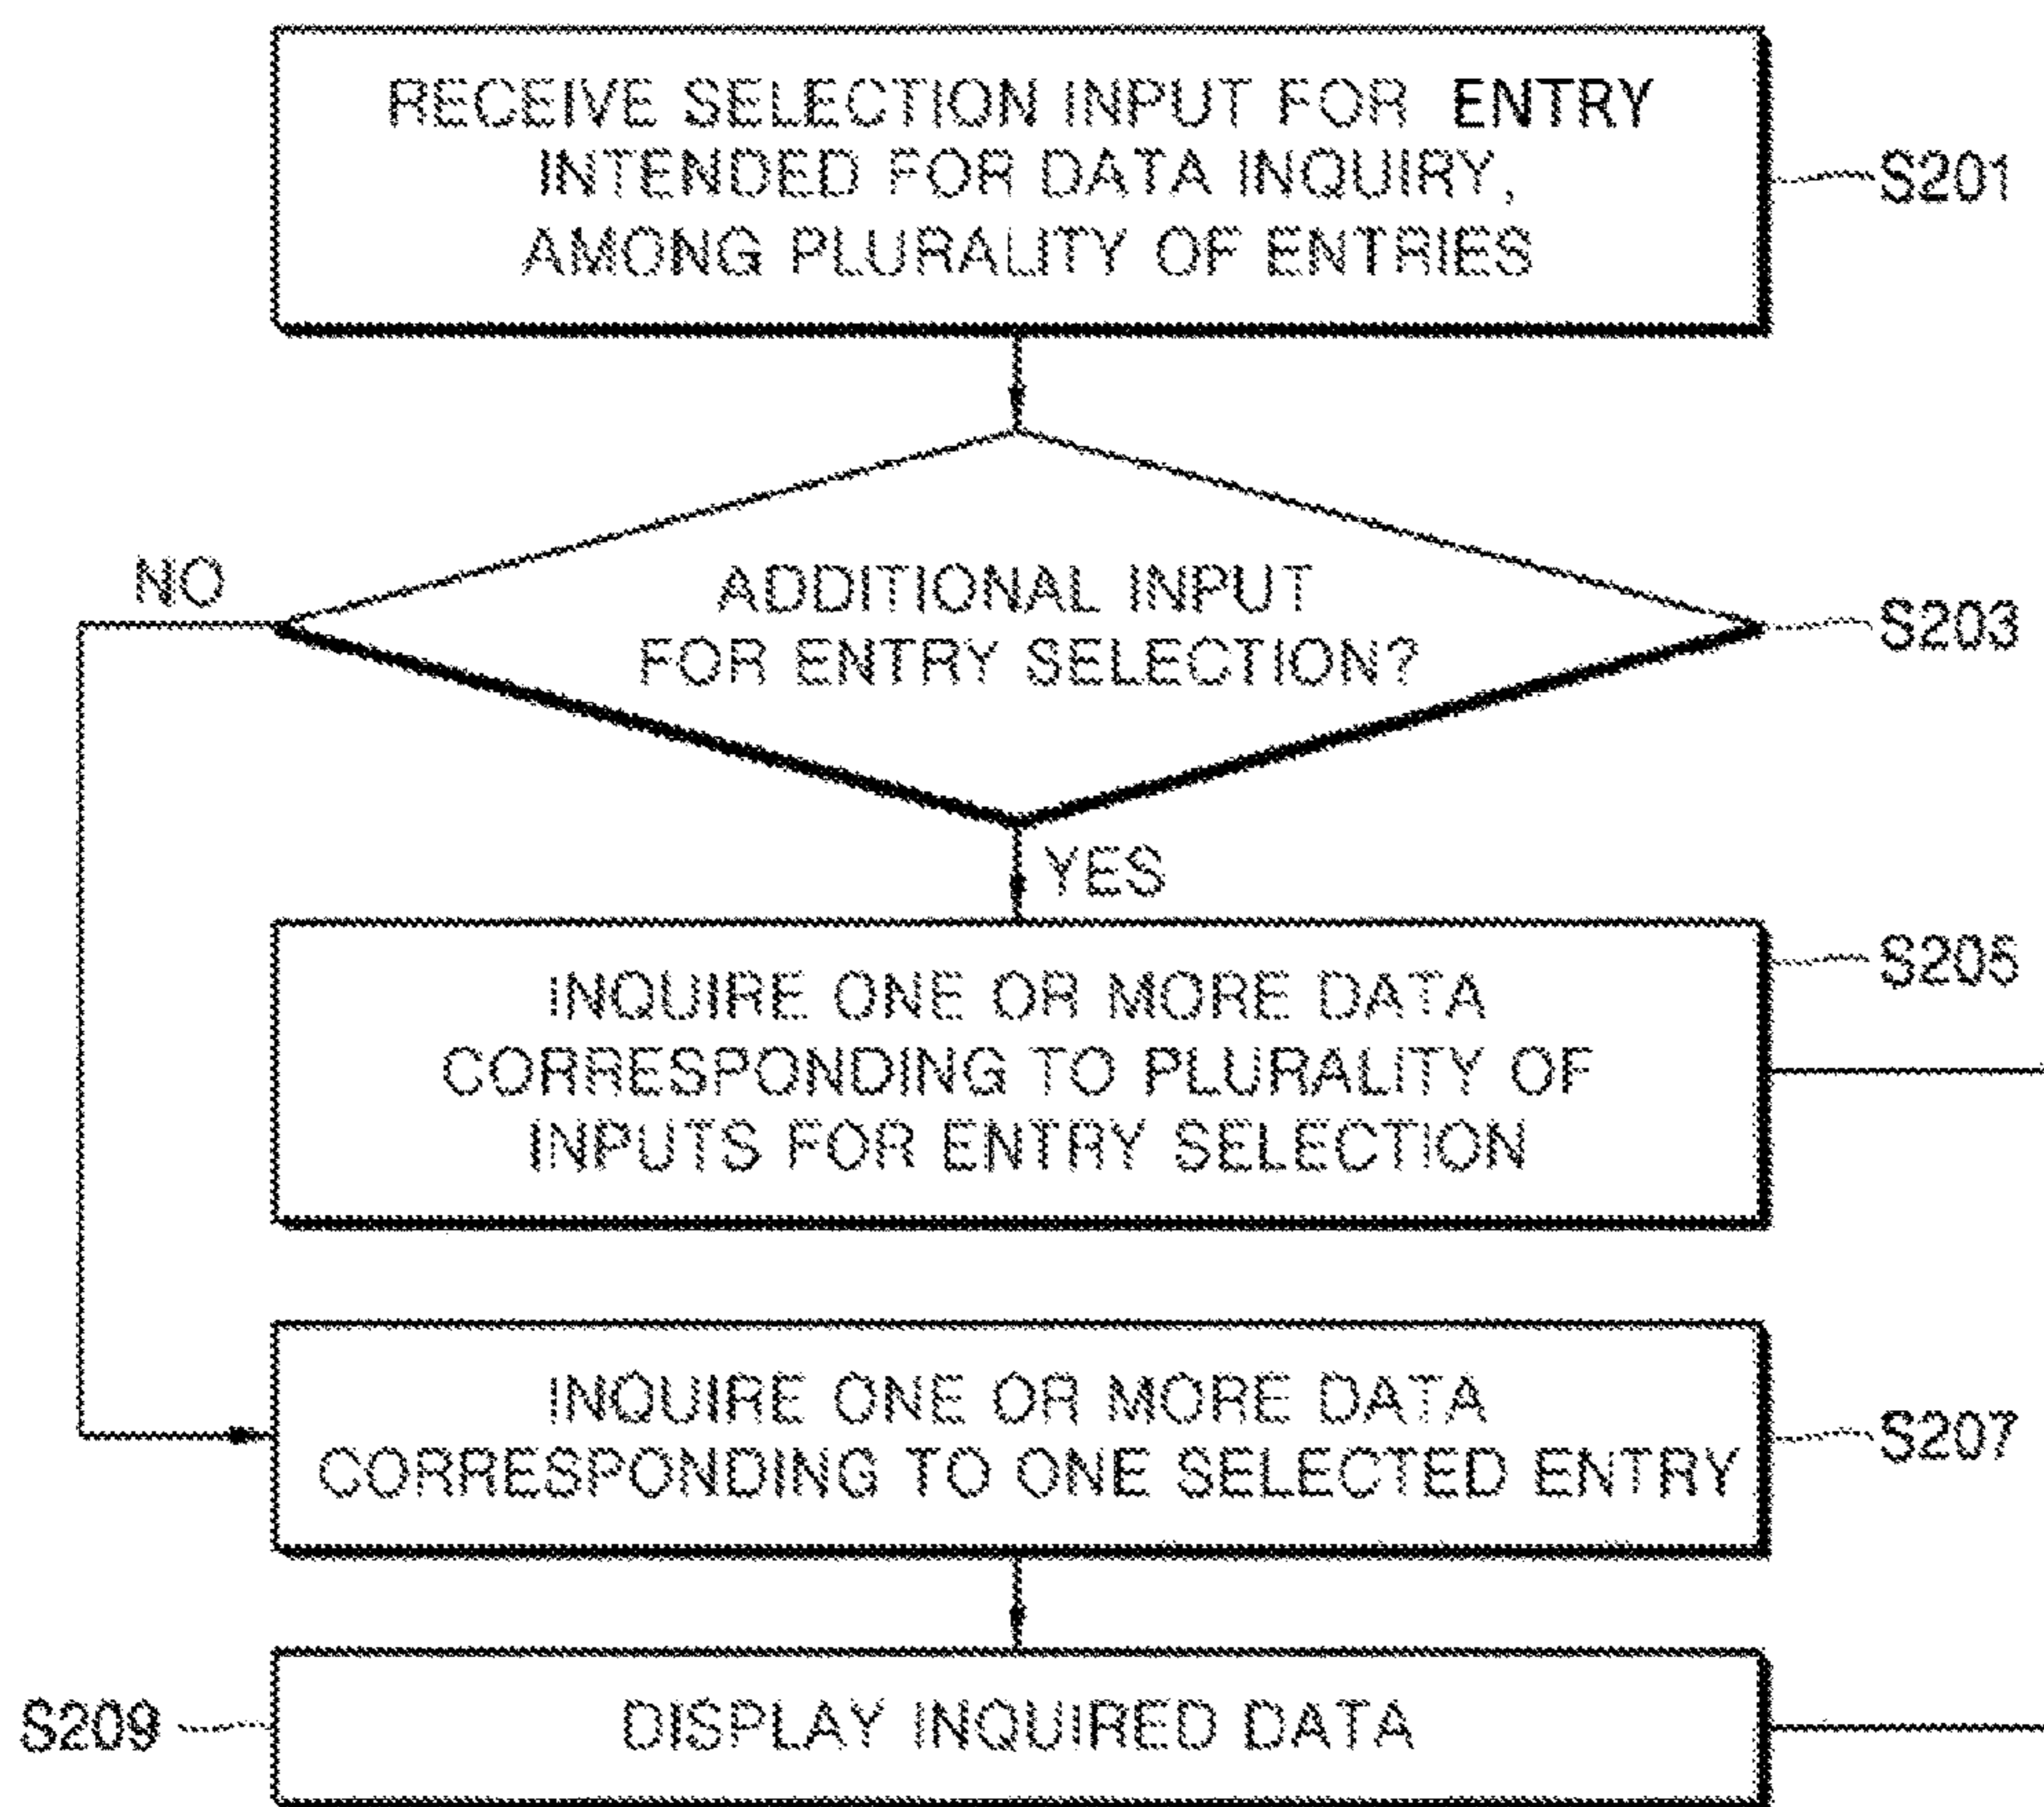 RECEIVE SELECTION INPUT FOR ENTRY
INTENDED FOR DATA INQUIRY,
AMONG PLURALITY OF ENTRIES
S201
NO
ADDITIONAL INPUT
FOR ENTRY SELECTION?
S203
YES
INQUIRE ONE OR MORE DATA
CORRESPONDING TO PLURALITY OF
INPUTS FOR ENTRY SELECTION
S205
INQUIRE ONE OR MORE DATA
CORRESPONDING TO ONE SELECTED ENTRY
S207
S209
DISPLAY INQUIRED DATA